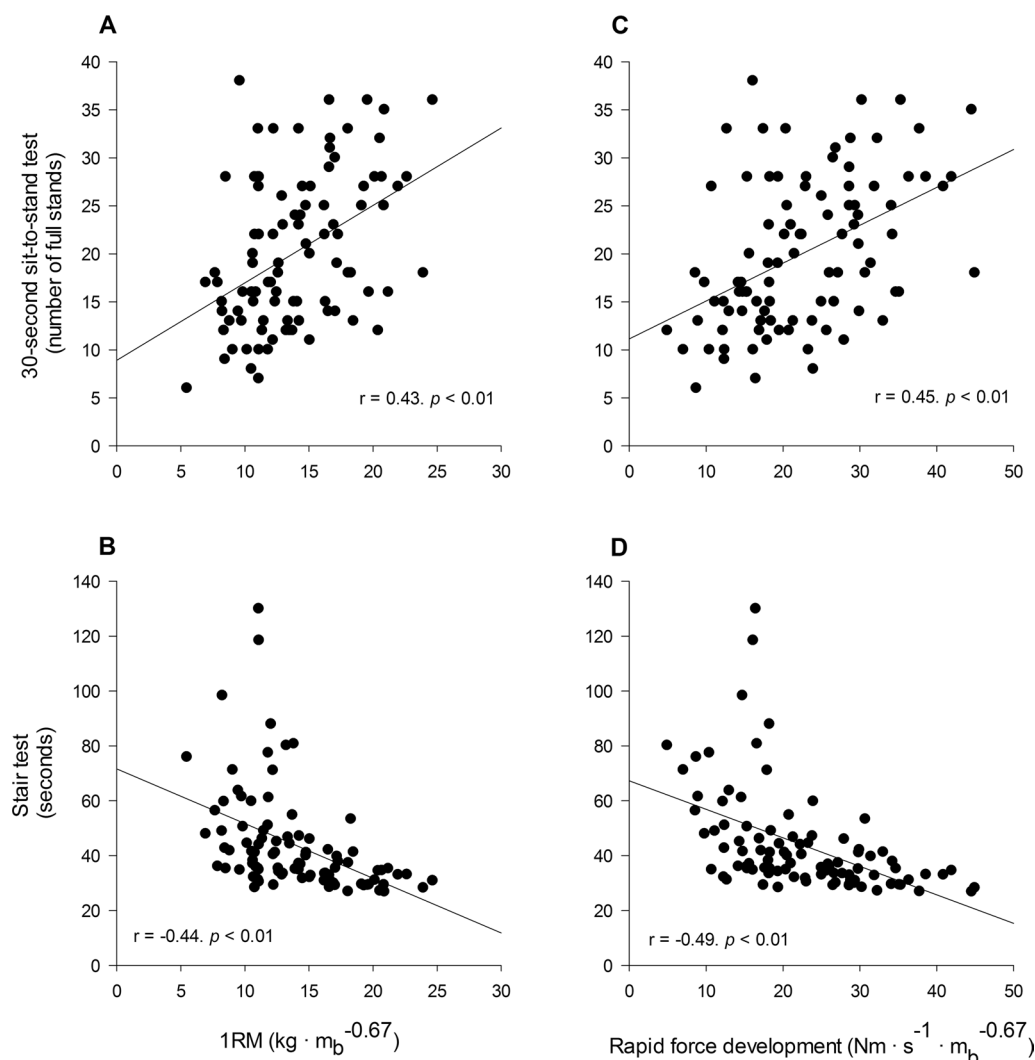 A
40
35
30
25
20
15
10
5
0
30-second sit-to-stand test
(number of full stands)
r = 0.43. p < 0.01
0 5 10 15 20 25 30
C
40
35
30
25
20
15
10
5
0
r = 0.45. p < 0.01
0 10 20 30 40 50
B
140
120
100
80
60
40
20
0
Stair test
(seconds)
r = -0.44. p < 0.01
0 5 10 15 20 25 30
1RM (kg · m_b^-0.67)
D
140
120
100
80
60
40
20
0
r = -0.49. p < 0.01
0 10 20 30 40 50
Rapid force development (Nm · s^-1 · m_b^-0.67)